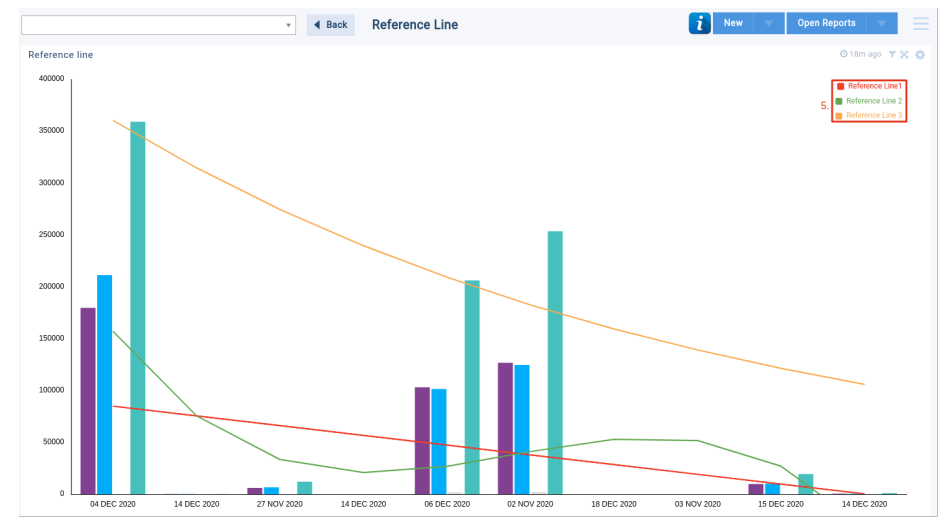 Back
Reference Line
New
Open Reports
Reference line
18m ago
400000
350000
300000
250000
200000
150000
100000
50000
0
5.
Reference Line1
Reference Line 2
Reference Line 3
04 DEC 2020
14 DEC 2020
27 NOV 2020
14 DEC 2020
06 DEC 2020
02 NOV 2020
18 DEC 2020
03 NOV 2020
15 DEC 2020
14 DEC 2020